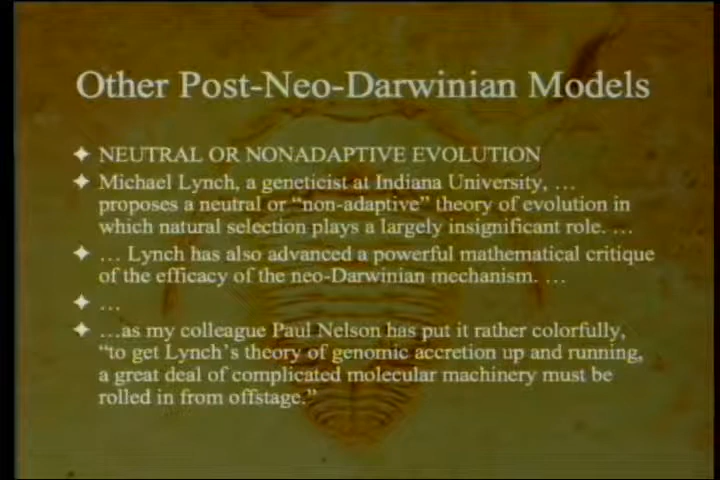 Other Post-Neo-Darwinian Models
✦ NEUTRAL OR NONADAPTIVE EVOLUTION
✦ Michael Lynch, a geneticist at Indiana University, …
proposes a neutral or “non-adaptive” theory of evolution in
which natural selection plays a largely insignificant role. …
✦ … Lynch has also advanced a powerful mathematical critique
of the efficacy of the neo-Darwinian mechanism. …
✦ …
✦ …as my colleague Paul Nelson has put it rather colorfully,
“to get Lynch’s theory of genomic accretion up and running,
a great deal of complicated molecular machinery must be
rolled in from offstage.”